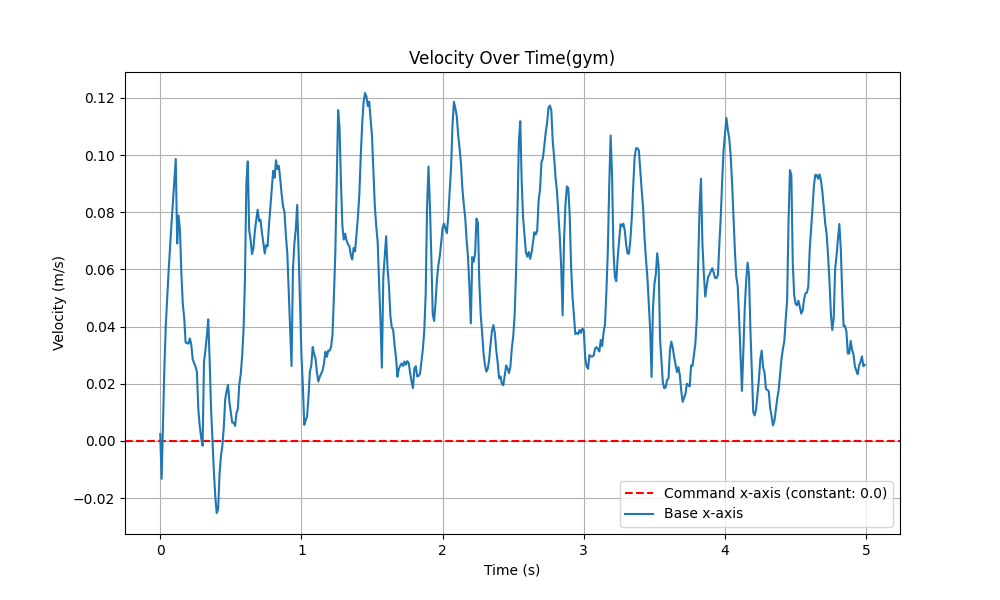 Velocity Over Time(gym)
Velocity (m/s)
0.12
0.10
0.08
0.06
0.04
0.02
0.00
−0.02
Command x-axis (constant: 0.0)
Base x-axis
0 1 2 3 4 5
Time (s)